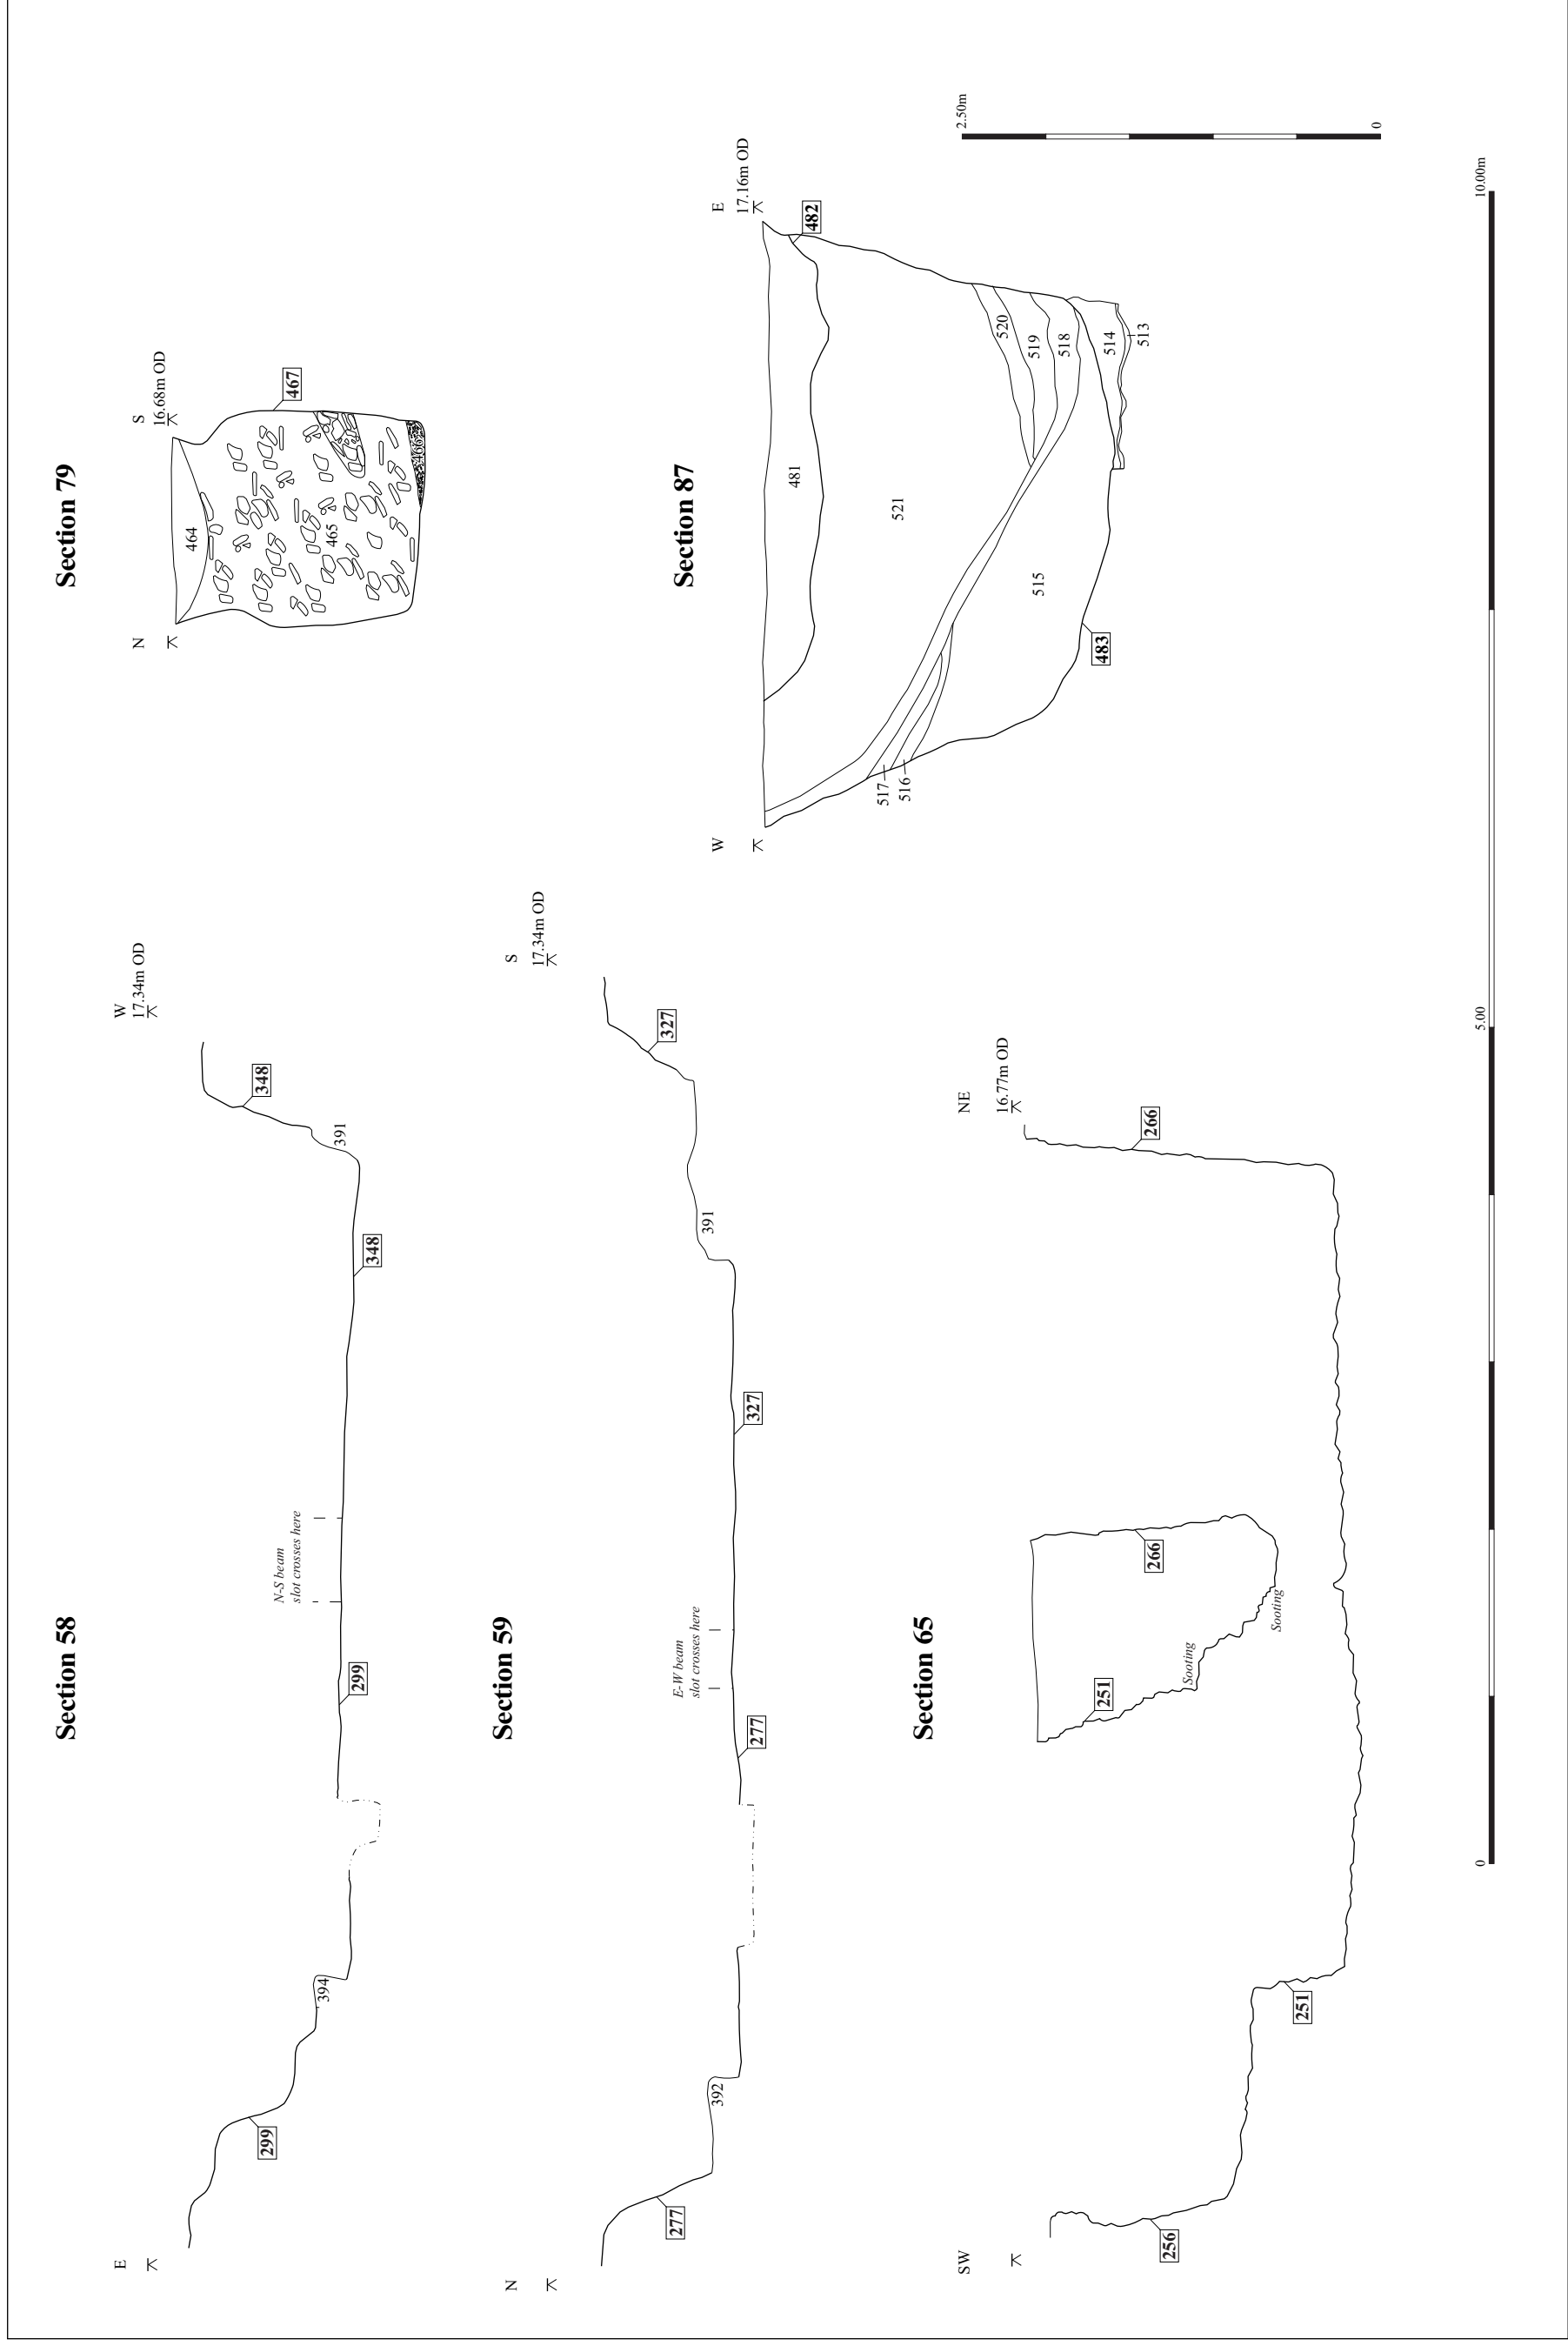 Section 58
E
W
17.34m OD
299
394
299
N-S beam
slot crosses here
348
391
348
Section 59
N
S
17.34m OD
277
392
277
E-W beam
slot crosses here
327
391
327
Section 65
SW
NE
16.77m OD
256
251
251
Sooting
Sooting
266
266
Section 79
N
S
16.68m OD
464
465
466
467
Section 87
W
E
17.16m OD
481
482
521
520
519
518
517
516
515
514
513
483
2.50m
0
0
5.00
10.00m